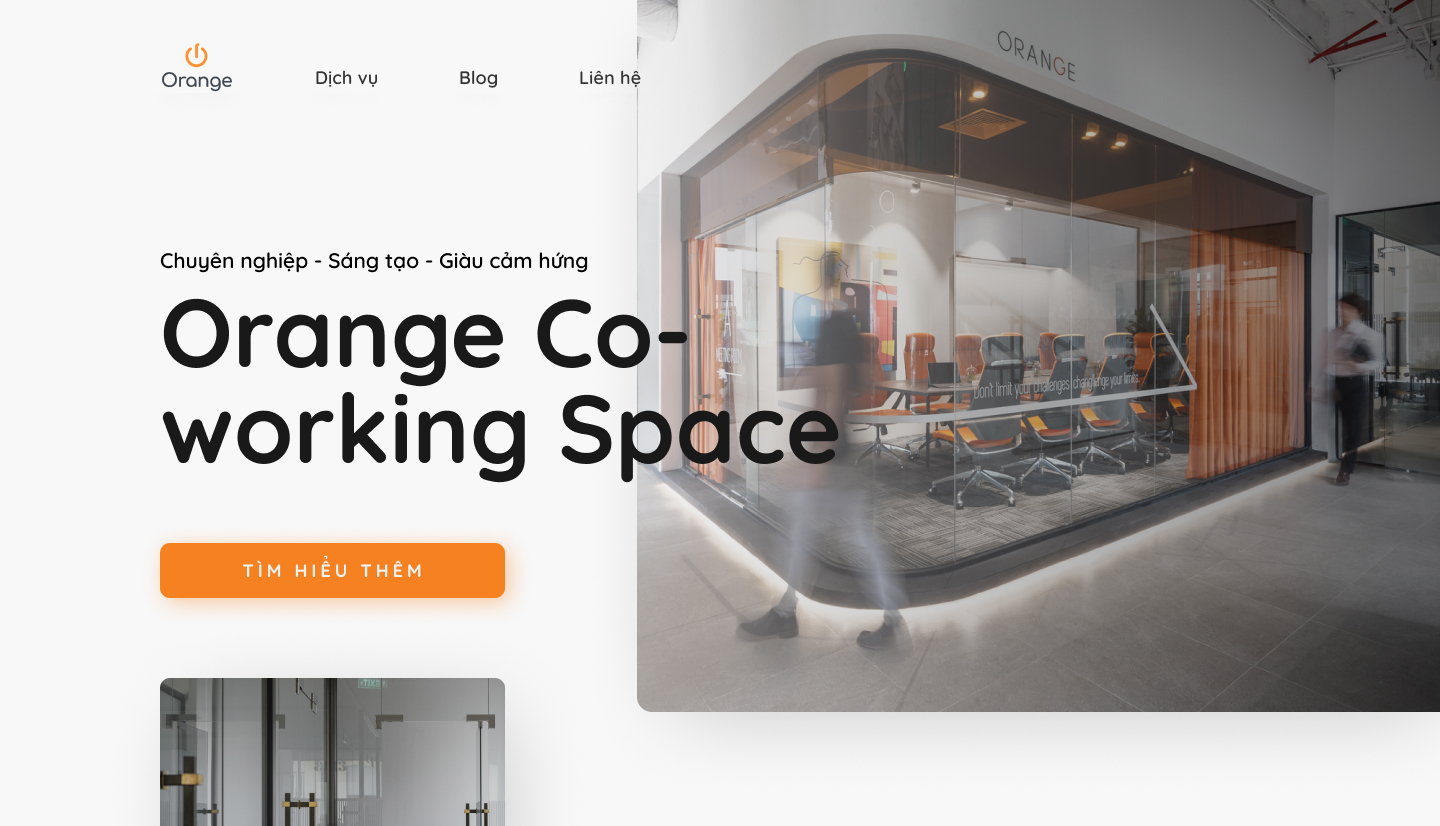 Orange
Dịch vụ
Blog
Liên hệ
ORANGE
Chuyên nghiệp - Sáng tạo - Giàu cảm hứng
Orange Co-
working Space
Don't limit your challenges, challenge your limits.
TÌM HIỂU THÊM